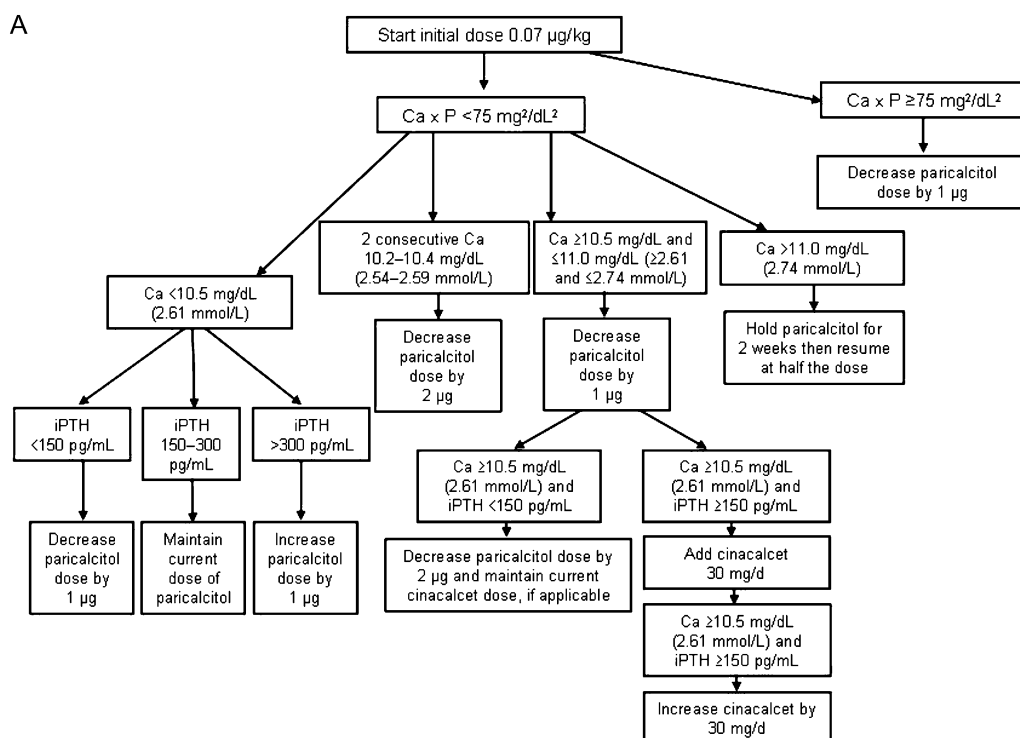 A
Start initial dose 0.07 µg/kg
Ca x P <75 mg²/dL²
Ca x P ≥75 mg²/dL²
Decrease paricalcitol
dose by 1 µg
2 consecutive Ca
10.2–10.4 mg/dL
(2.54–2.59 mmol/L)
Ca ≥10.5 mg/dL and
≤11.0 mg/dL (≥2.61
and ≤2.74 mmol/L)
Ca >11.0 mg/dL
(2.74 mmol/L)
Ca <10.5 mg/dL
(2.61 mmol/L)
Decrease
paricalcitol
dose by
2 µg
Decrease
paricalcitol
dose by
1 µg
Hold paricalcitol for
2 weeks then resume
at half the dose
iPTH
<150 pg/mL
iPTH
150–300
pg/mL
iPTH
>300 pg/mL
Ca ≥10.5 mg/dL
(2.61 mmol/L) and
iPTH <150 pg/mL
Ca ≥10.5 mg/dL
(2.61 mmol/L) and
iPTH ≥150 pg/mL
Decrease
paricalcitol
dose by
1 µg
Maintain
current
dose of
paricalcitol
Increase
paricalcitol
dose by
1 µg
Decrease paricalcitol dose by
2 µg and maintain current
cinacalcet dose, if applicable
Add cinacalcet
30 mg/d
Ca ≥10.5 mg/dL
(2.61 mmol/L) and
iPTH ≥150 pg/mL
Increase cinacalcet by
30 mg/d